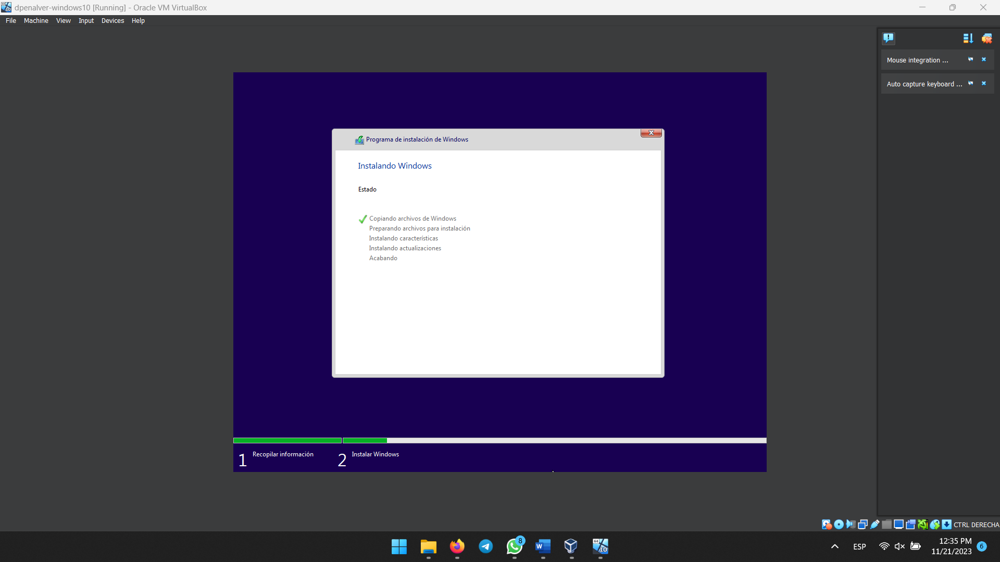 dpenalver-windows10 [Running] - Oracle VM VirtualBox
File Machine View Input Devices Help
Mouse integration ...
Auto capture keyboard ...
Programa de instalación de Windows
Instalando Windows
Estado
Copiando archivos de Windows
Preparando archivos para instalación
Instalando características
Instalando actualizaciones
Acabando
1 Recopilar información
2 Instalar Windows
CTRL DERECHA
8
W
64
10
ESP
12:35 PM
11/21/2023
6